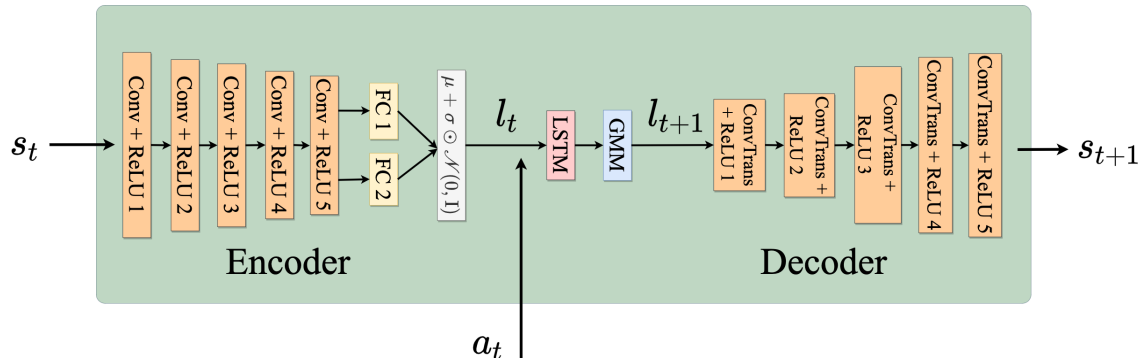 s_t
Conv + ReLU 1
Conv + ReLU 2
Conv + ReLU 3
Conv + ReLU 4
Conv + ReLU 5
FC 1
FC 2
μ + σ ⊙ 𝒩(0, I)
l_t
a_t
LSTM
GMM
l_{t+1}
ConvTrans
+ ReLU 1
ConvTrans +
ReLU 2
ConvTrans +
ReLU 3
ConvTrans + ReLU 4
ConvTrans + ReLU 5
s_{t+1}
Encoder
Decoder